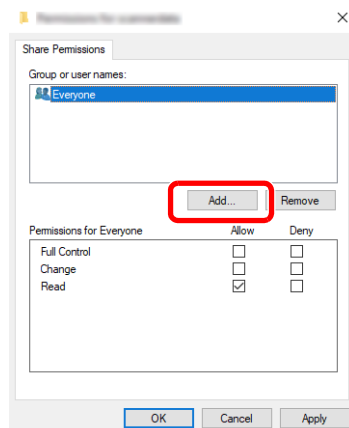 Share Permissions
Group or user names:
Everyone
Add...
Remove
Permissions for Everyone
Allow
Deny
Full Control
Change
Read
OK
Cancel
Apply